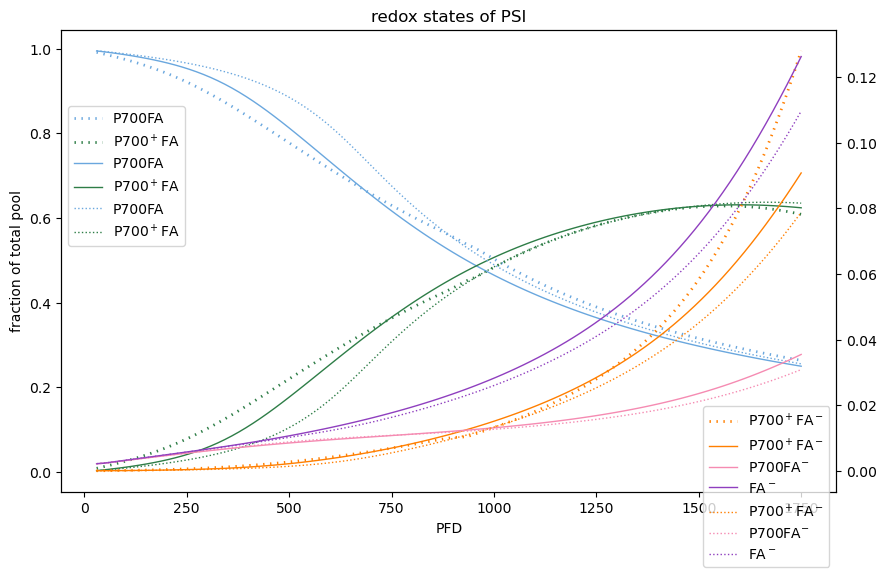 redox states of PSI
1.0
0.8
0.6
0.4
0.2
0.0
fraction of total pool
0.12
0.10
0.08
0.06
0.04
0.02
0.00
P700FA
P700⁺FA
P700FA
P700⁺FA
P700FA
P700⁺FA
P700⁺FA⁻
P700⁺FA⁻
P700FA⁻
FA⁻
P700⁺FA⁻
P700FA⁻
FA⁻
0 250 500 750 1000 1250 1500 1750
PFD